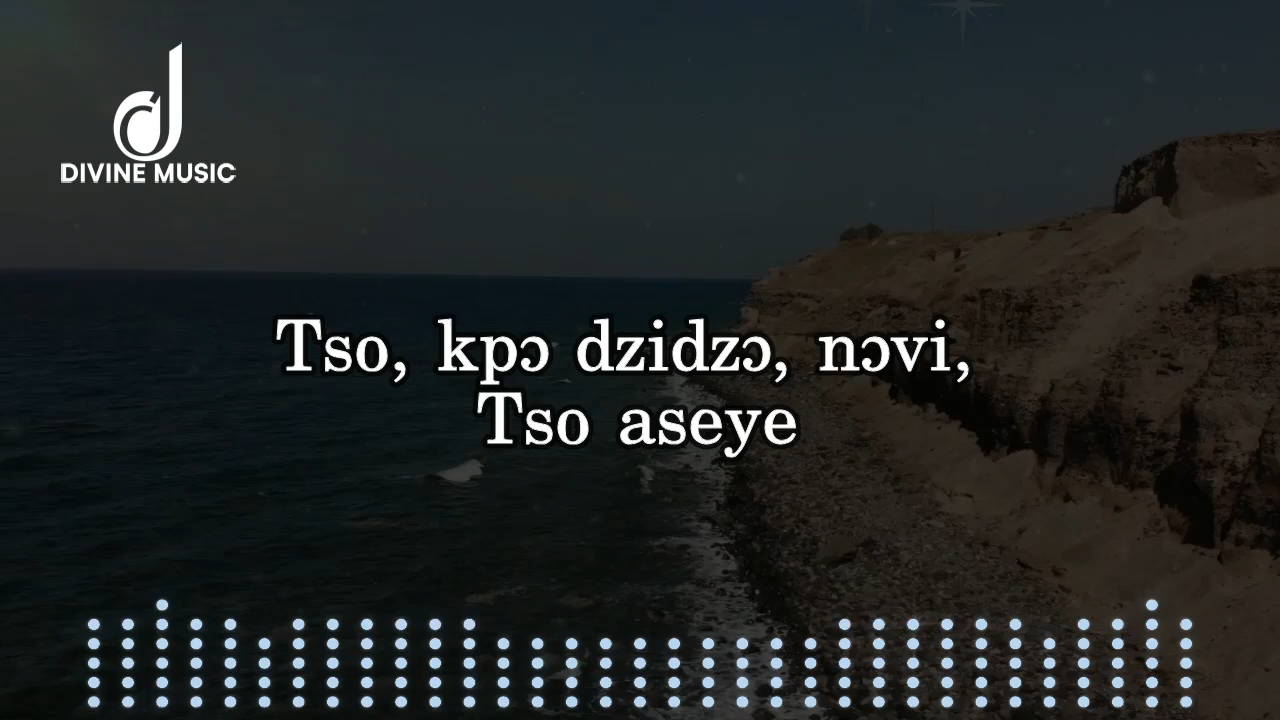 DIVINE MUSIC
Tso, kpɔ dzidzɔ, nɔvi,
Tso aseye